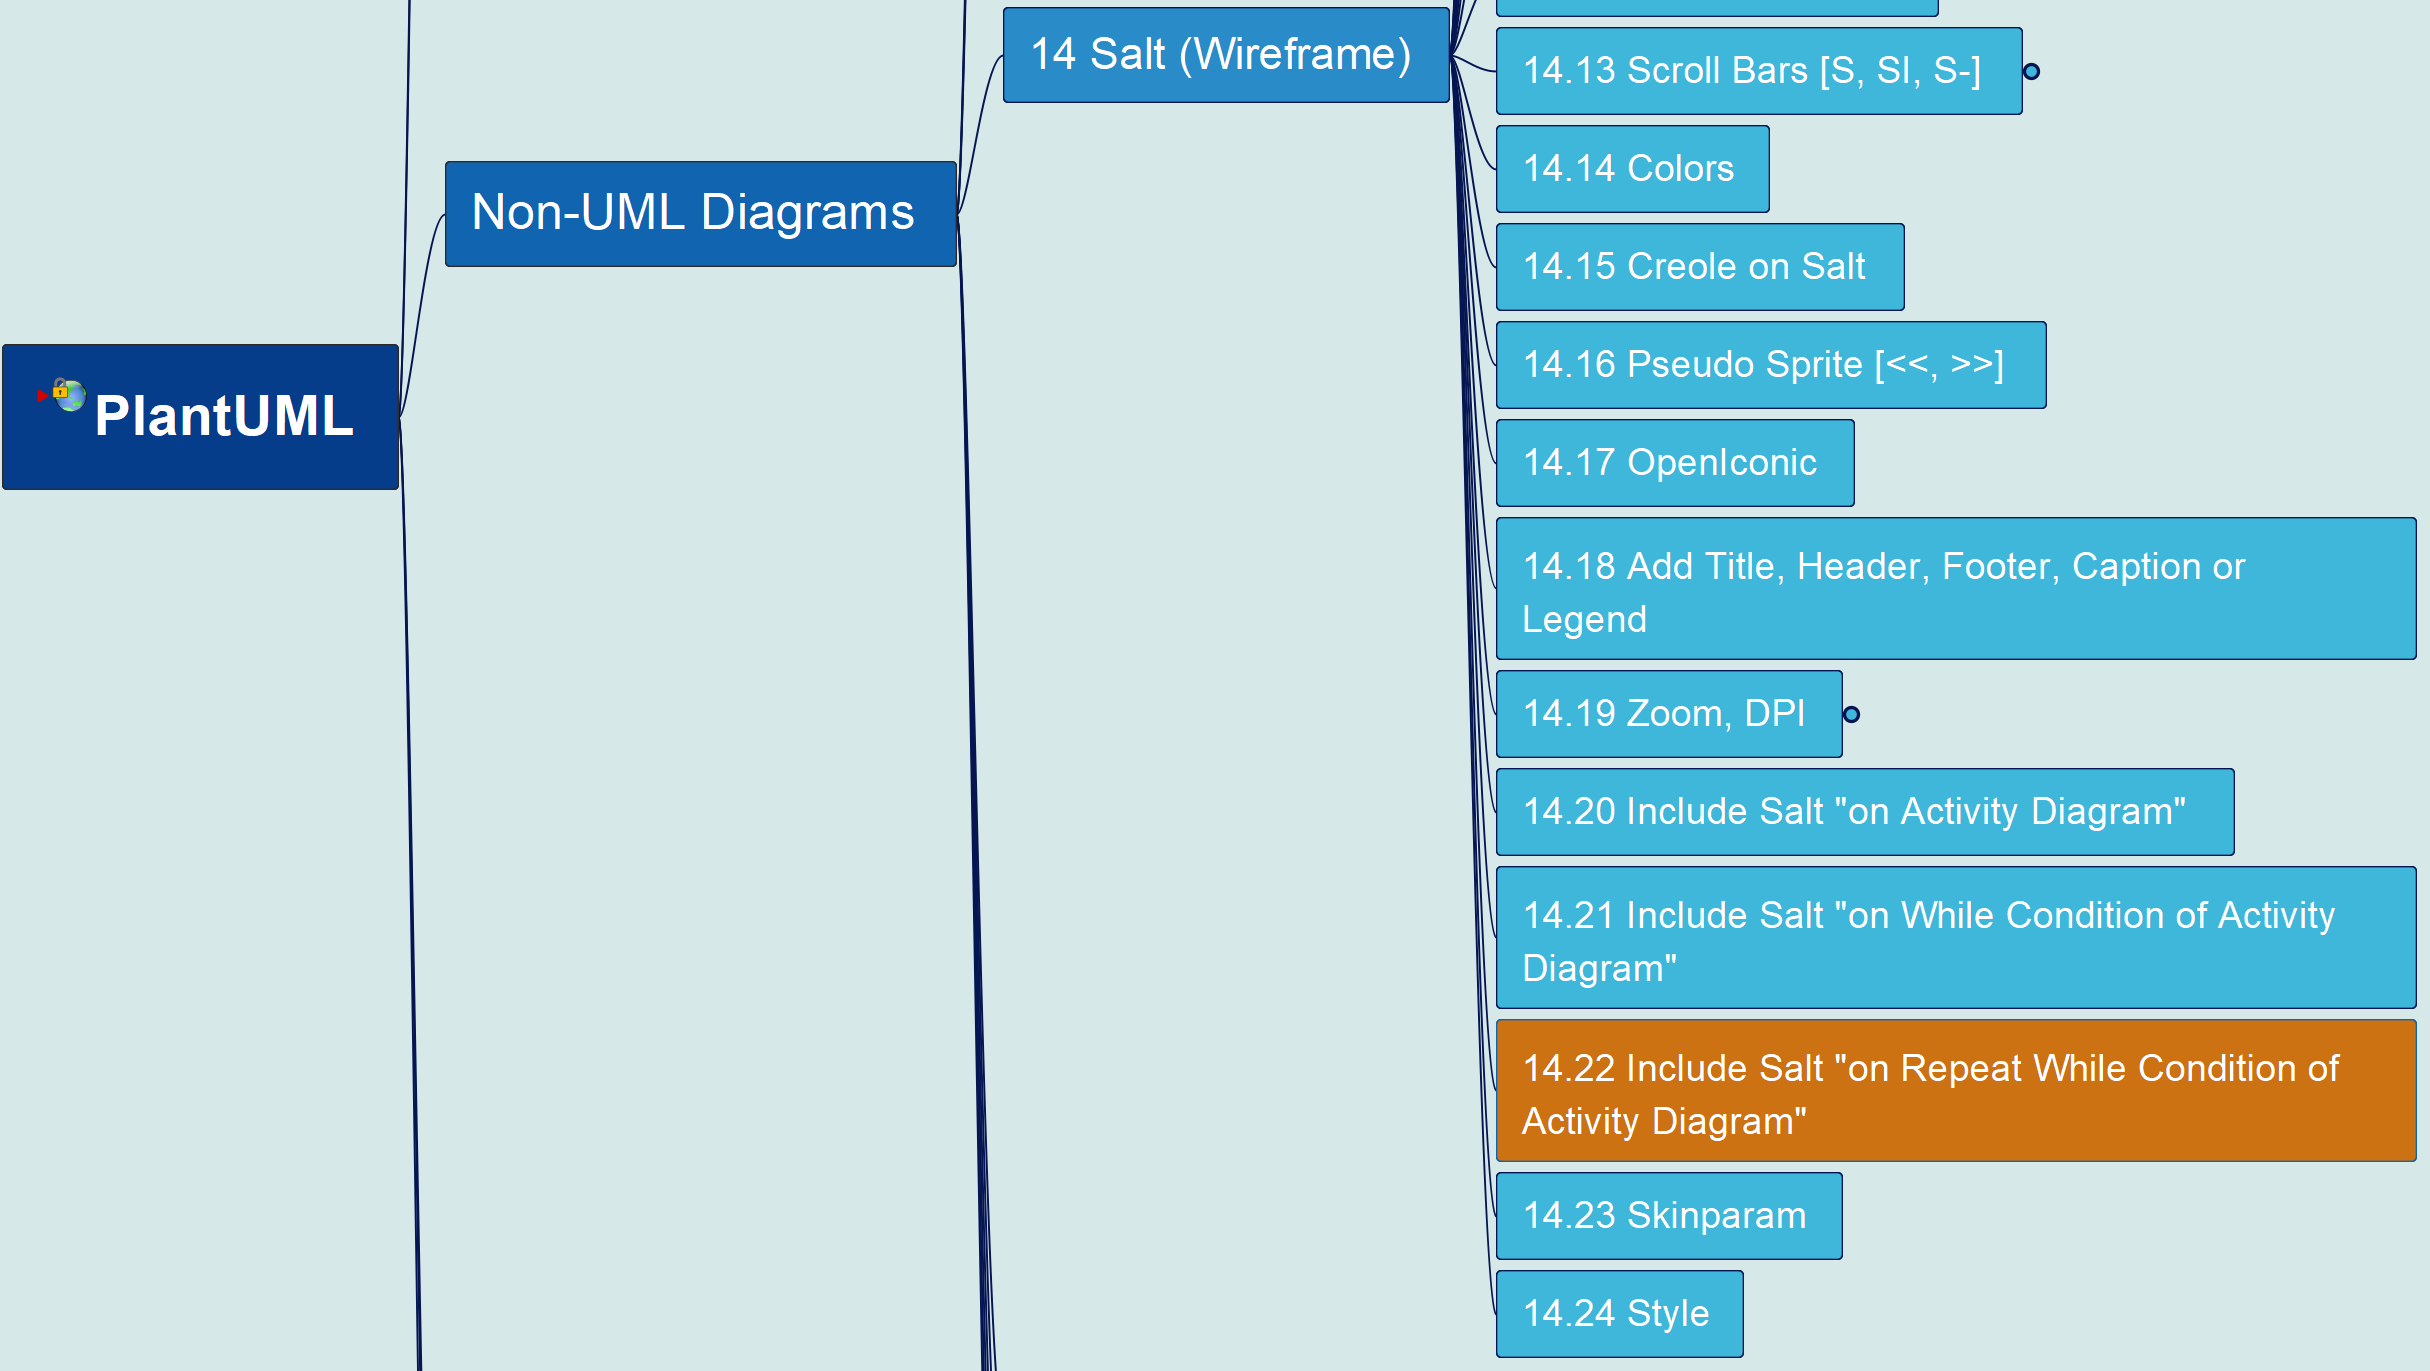 14 Salt (Wireframe)
14.13 Scroll Bars [S, SI, S-]
14.14 Colors
Non-UML Diagrams
14.15 Creole on Salt
14.16 Pseudo Sprite [<<, >>]
PlantUML
14.17 OpenIconic
14.18 Add Title, Header, Footer, Caption or
Legend
14.19 Zoom, DPI
14.20 Include Salt "on Activity Diagram"
14.21 Include Salt "on While Condition of Activity
Diagram"
14.22 Include Salt "on Repeat While Condition of
Activity Diagram"
14.23 Skinparam
14.24 Style